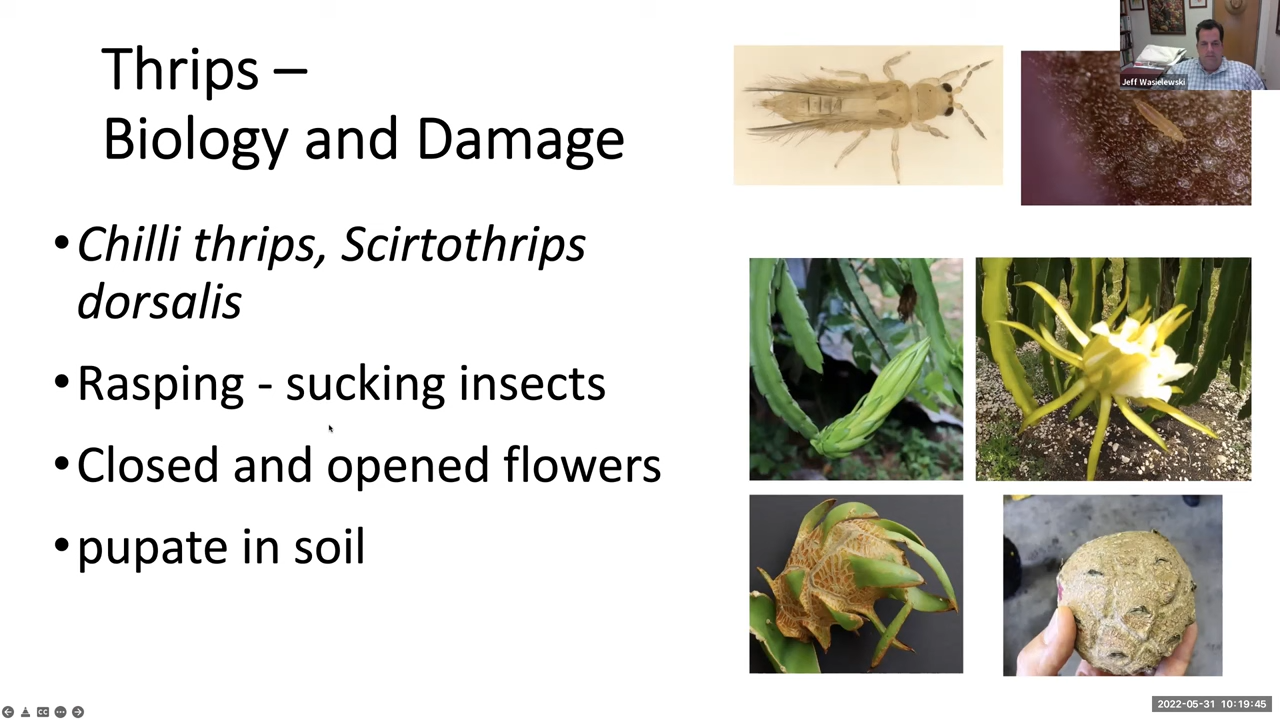 Thrips –
Biology and Damage
•Chilli thrips, Scirtothrips
dorsalis
•Rasping - sucking insects
•Closed and opened flowers
•pupate in soil
Jeff Wasielewski
CC
2022-05-31 10:19:45